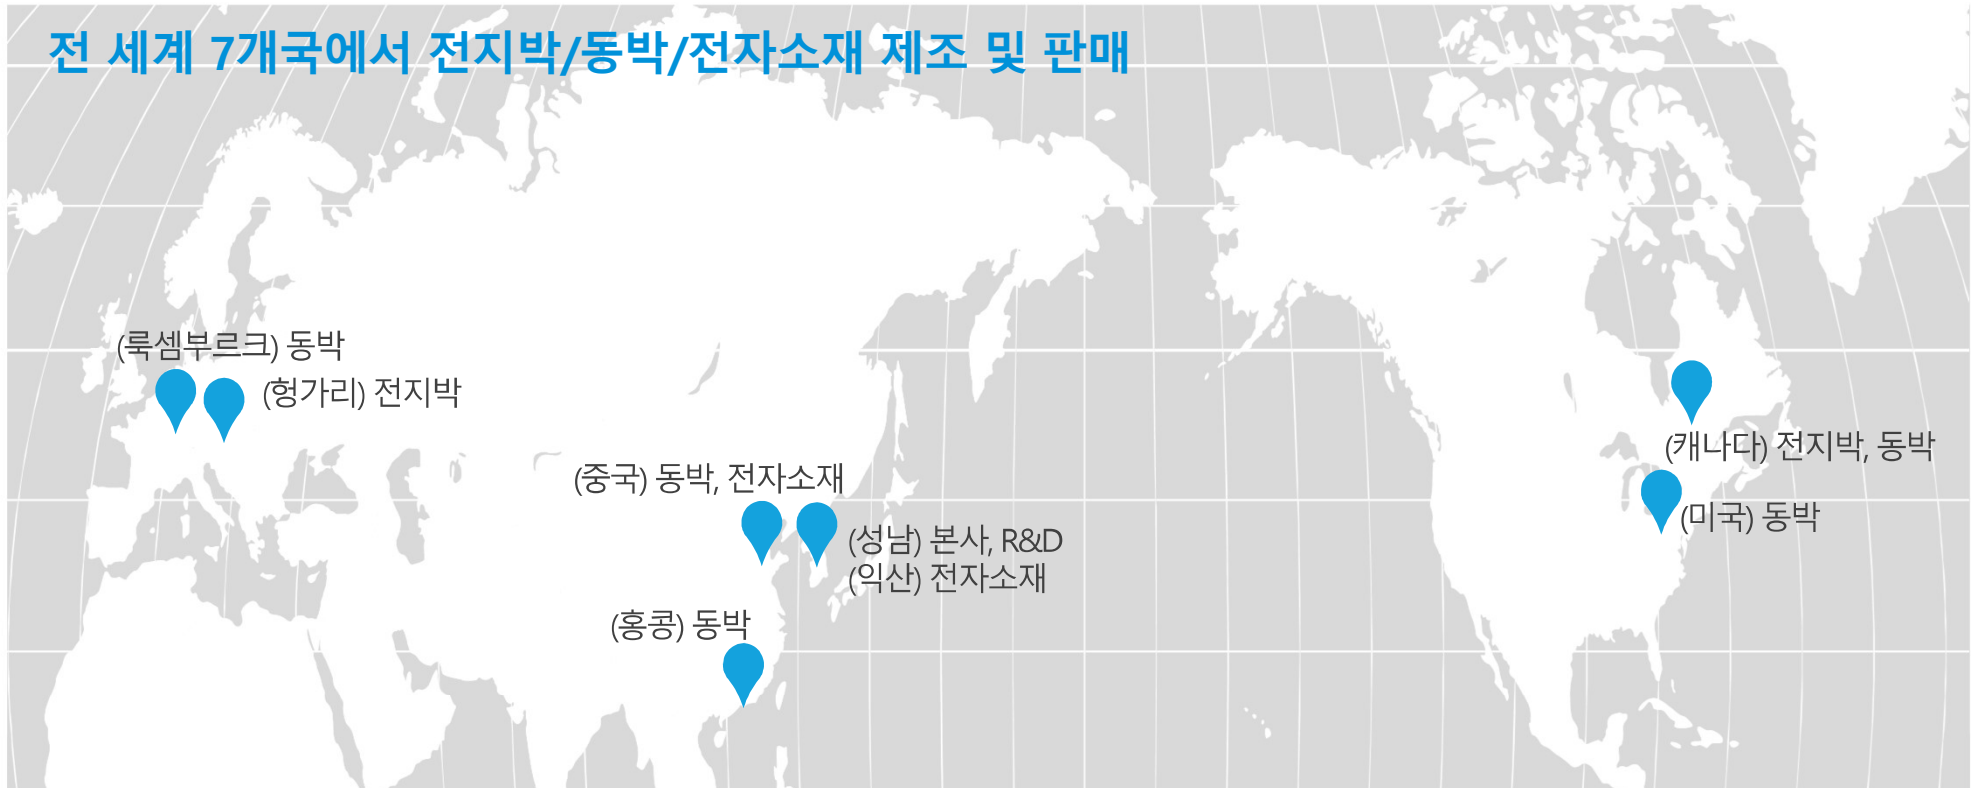 전 세계 7개국에서 전지박/동박/전자소재 제조 및 판매
(룩셈부르크) 동박
(헝가리) 전지박
(중국) 동박, 전자소재
(성남) 본사, R&D
(익산) 전자소재
(홍콩) 동박
(캐나다) 전지박, 동박
(미국) 동박